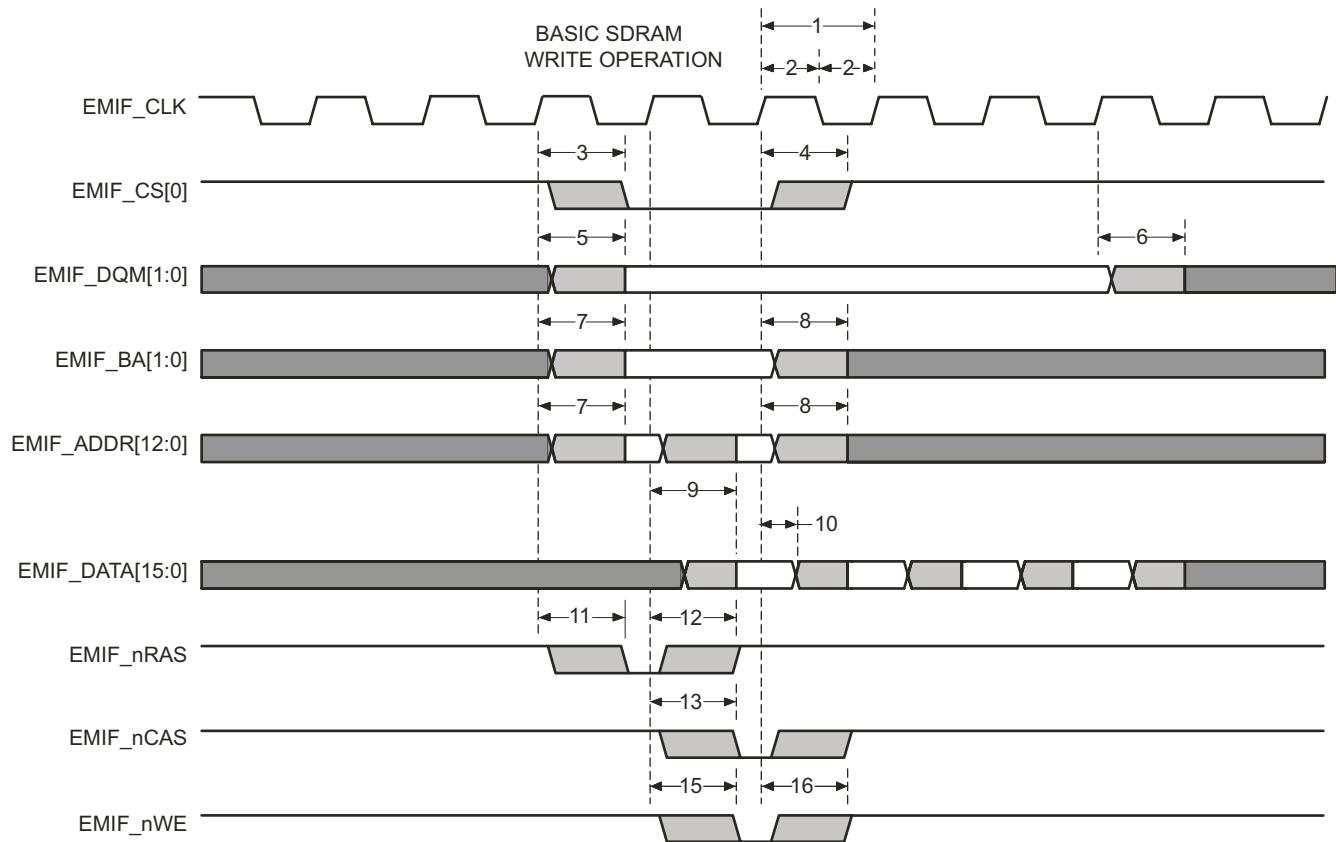 BASIC SDRAM
WRITE OPERATION
1
2 2
EMIF_CLK
3 4
EMIF_CS[0]
5 6
EMIF_DQM[1:0]
7 8
EMIF_BA[1:0]
7 8
EMIF_ADDR[12:0]
9
10
EMIF_DATA[15:0]
11 12
EMIF_nRAS
13
EMIF_nCAS
15 16
EMIF_nWE